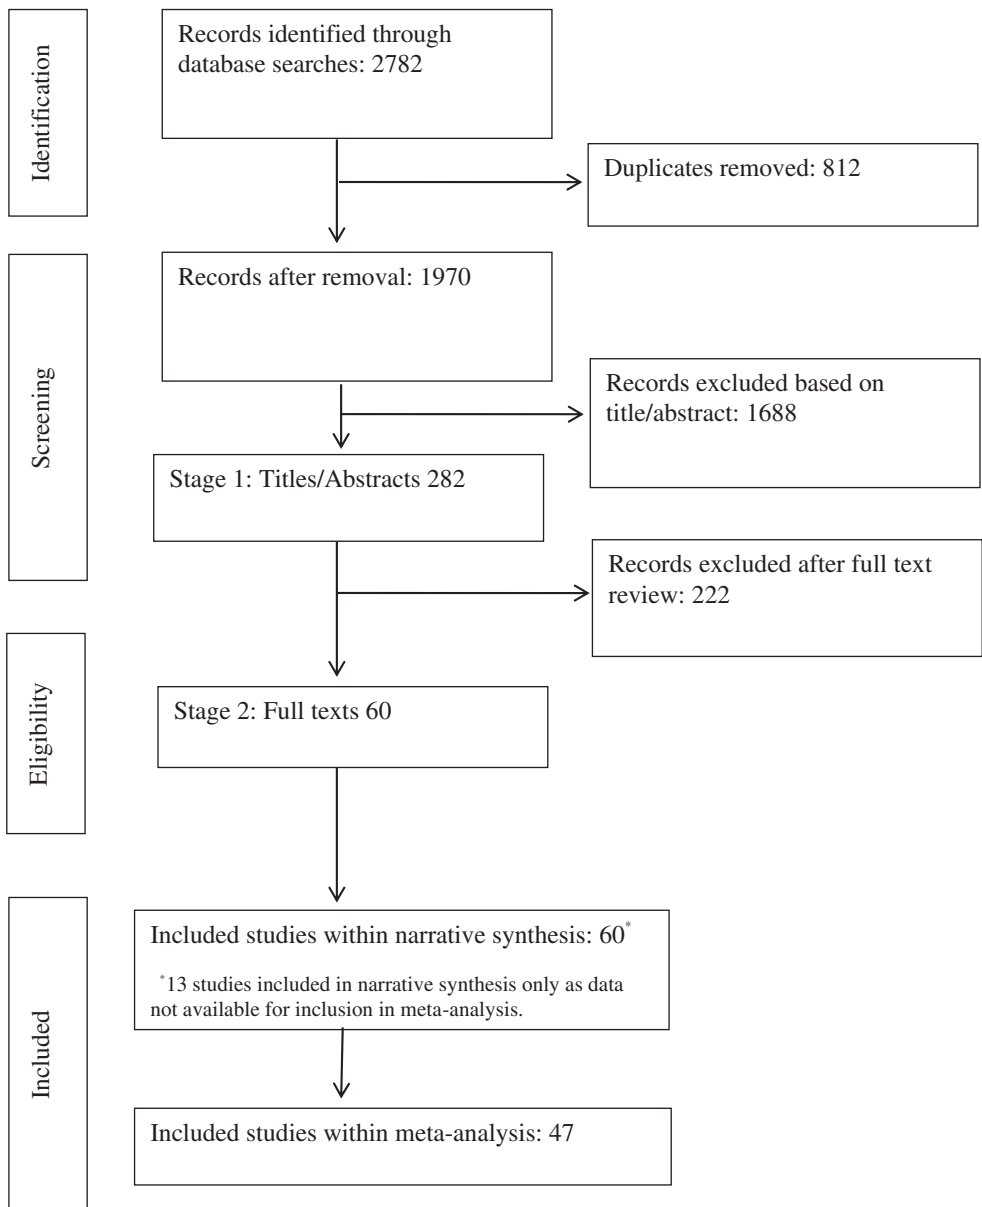 Identification
Records identified through
database searches: 2782
Duplicates removed: 812
Screening
Records after removal: 1970
Records excluded based on
title/abstract: 1688
Stage 1: Titles/Abstracts 282
Records excluded after full text
review: 222
Eligibility
Stage 2: Full texts 60
Included
Included studies within narrative synthesis: 60*
*13 studies included in narrative synthesis only as data
not available for inclusion in meta-analysis.
Included studies within meta-analysis: 47